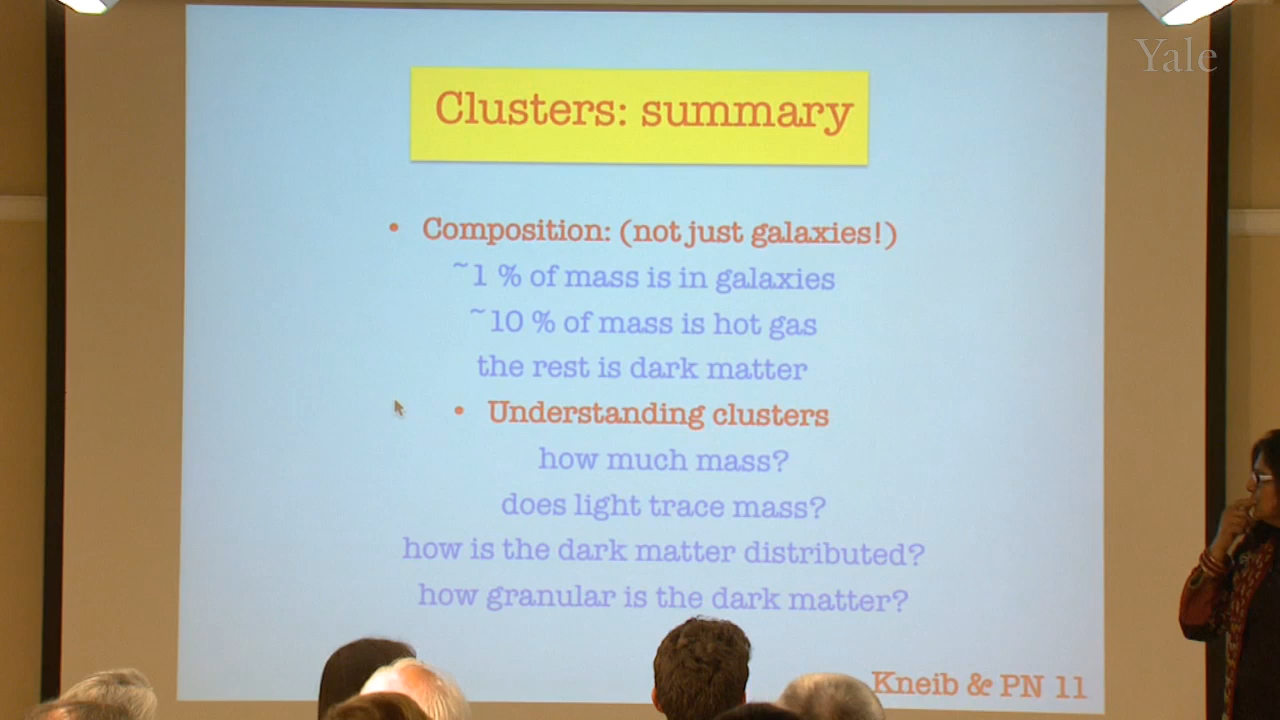 Yale
Clusters: summary
• Composition: (not just galaxies!)
~1 % of mass is in galaxies
~10 % of mass is hot gas
the rest is dark matter
• Understanding clusters
how much mass?
does light trace mass?
how is the dark matter distributed?
how granular is the dark matter?
Kneib & PN 11